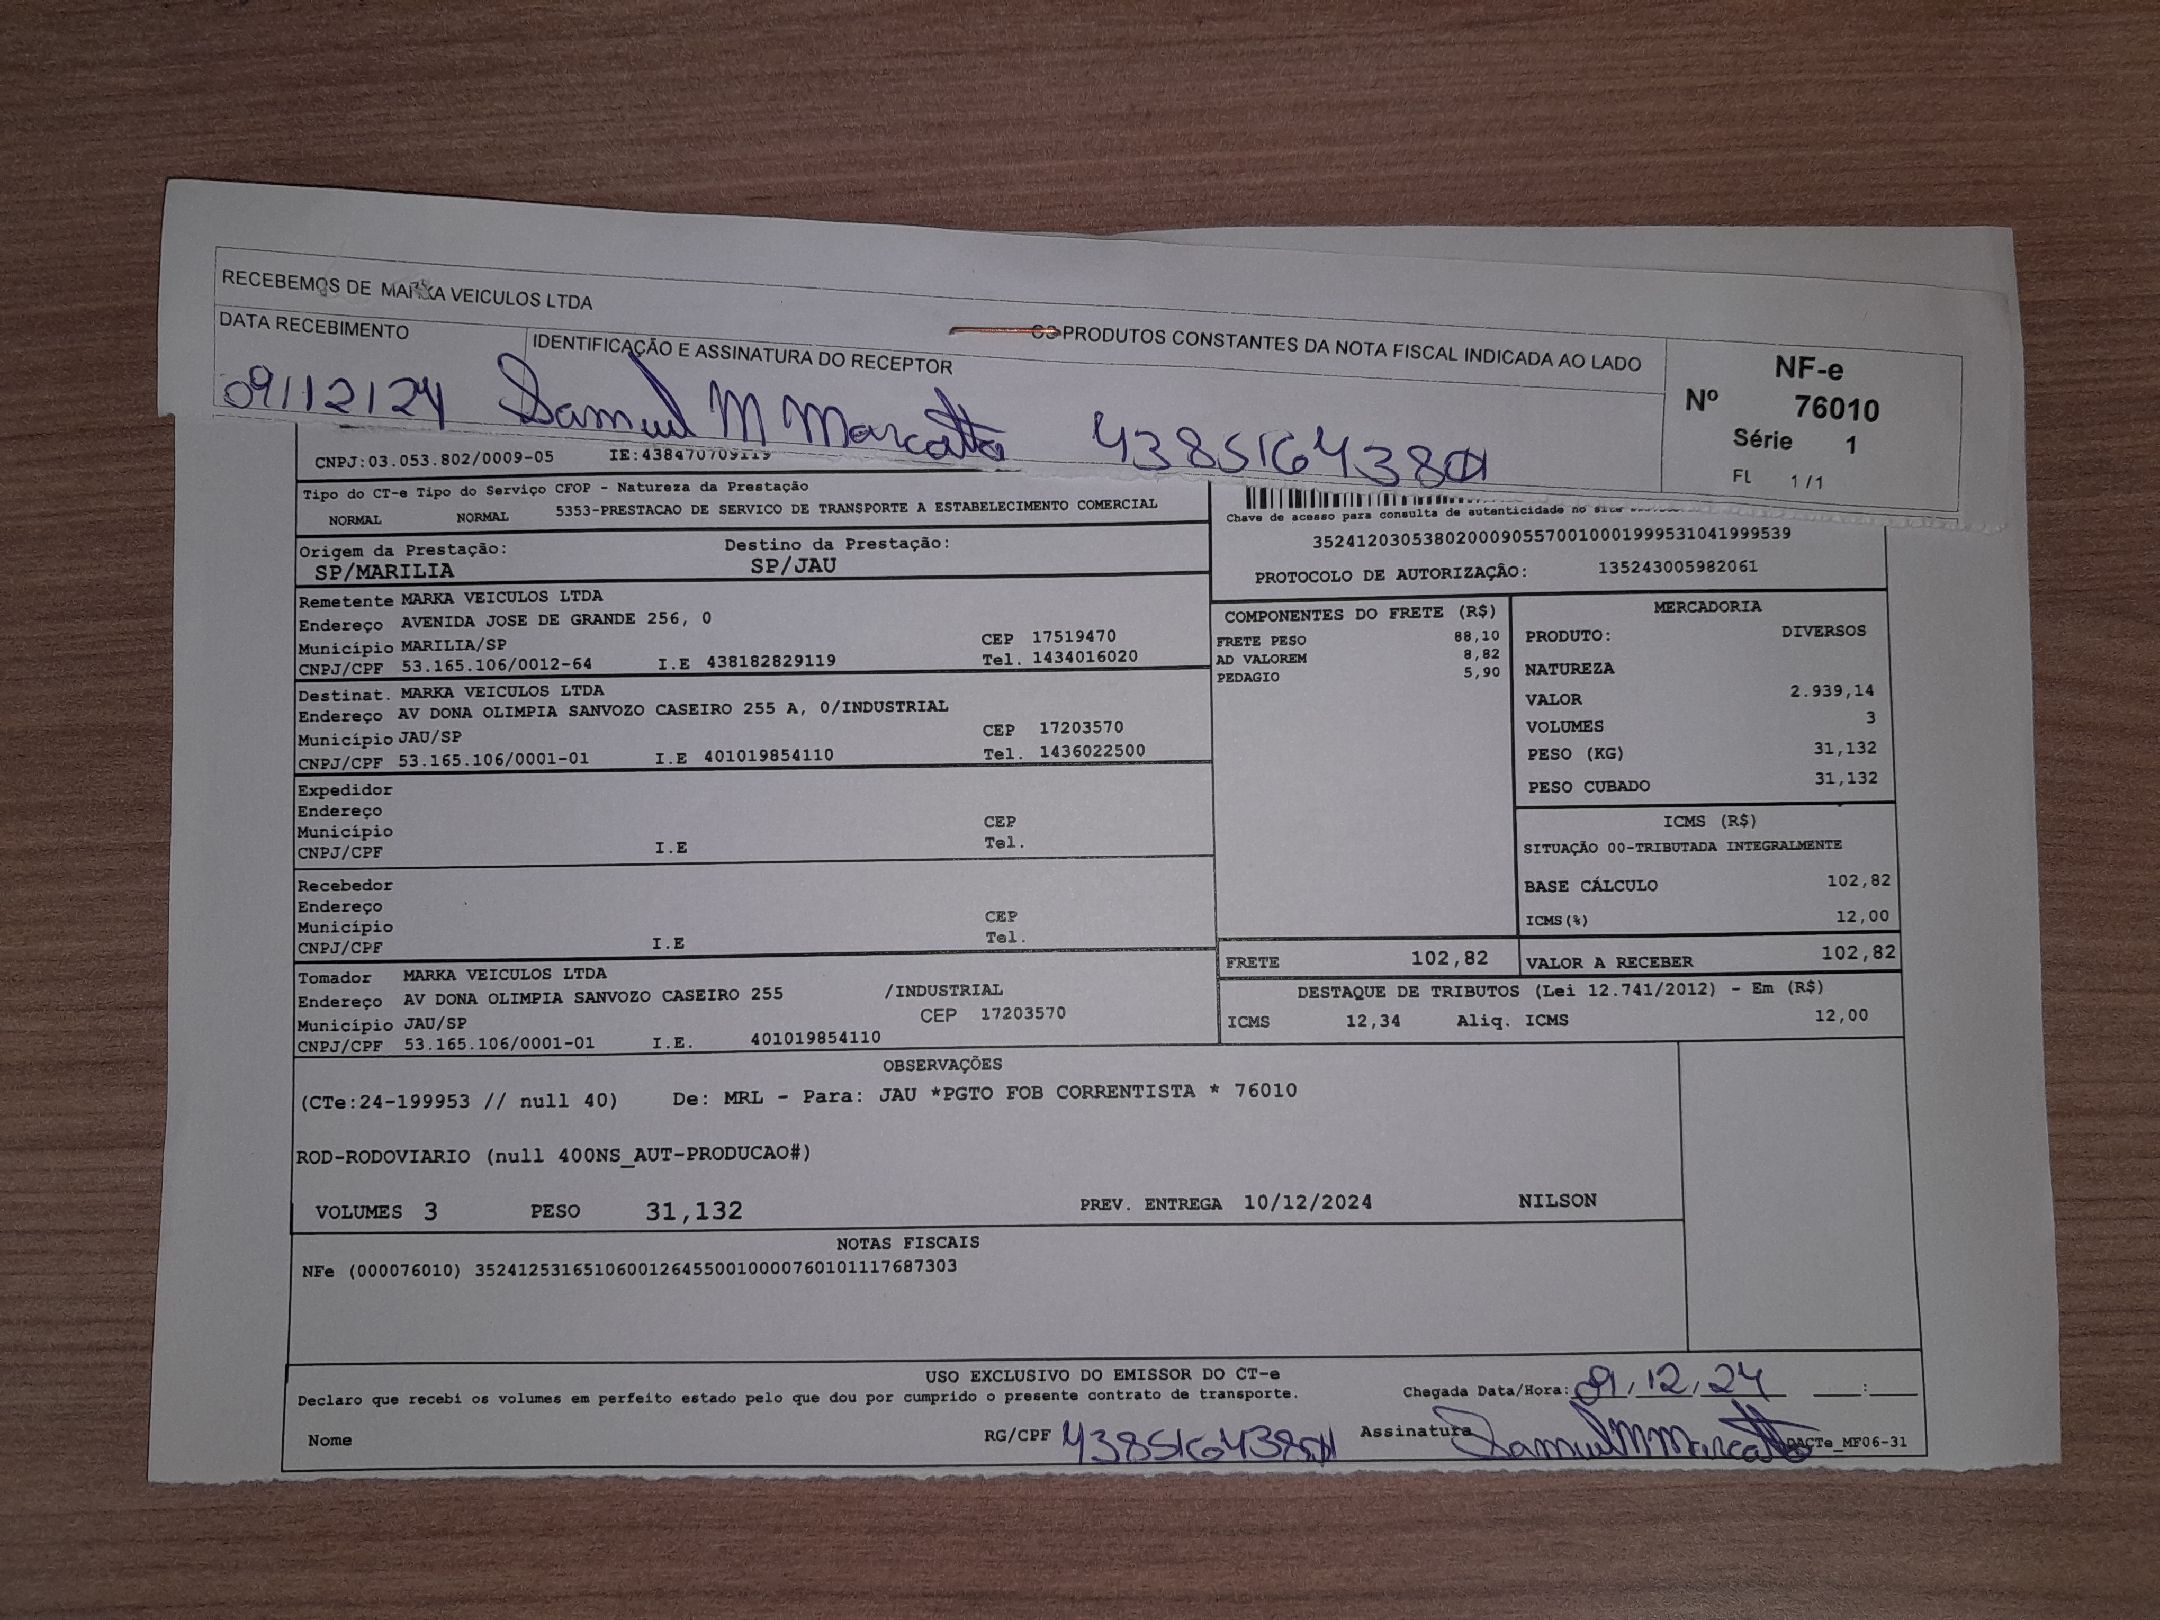 RECEBEMOS DE MARKA VEICULOS LTDA
OS PRODUTOS CONSTANTES DA NOTA FISCAL INDICADA AO LADO
DATA RECEBIMENTO
IDENTIFICAÇÃO E ASSINATURA DO RECEPTOR
09/12/24 Samuel M Marcatto
NF-e
Nº 76010
Série 1
FL 1/1
CNPJ:03.053.802/0009-05 IE:438470709119
Tipo do CT-e Tipo do Serviço CFOP - Natureza da Prestação
NORMAL NORMAL 5353-PRESTACAO DE SERVICO DE TRANSPORTE A ESTABELECIMENTO COMERCIAL
Chave de acesso para consulta de autenticidade no site
35241203053802000905570010001999531041999539
PROTOCOLO DE AUTORIZAÇÃO: 135243005982061
Origem da Prestação: Destino da Prestação:
SP/MARILIA SP/JAU
Remetente MARKA VEICULOS LTDA
Endereço AVENIDA JOSE DE GRANDE 256, 0
Município MARILIA/SP CEP 17519470
CNPJ/CPF 53.165.106/0012-64 I.E 438182829119 Tel. 1434016020
Destinat. MARKA VEICULOS LTDA
Endereço AV DONA OLIMPIA SANVOZO CASEIRO 255 A, 0/INDUSTRIAL
Município JAU/SP CEP 17203570
CNPJ/CPF 53.165.106/0001-01 I.E 401019854110 Tel. 1436022500
Expedidor
Endereço
Município CEP
CNPJ/CPF I.E Tel.
Recebedor
Endereço
Município CEP
CNPJ/CPF I.E Tel.
Tomador MARKA VEICULOS LTDA
Endereço AV DONA OLIMPIA SANVOZO CASEIRO 255 /INDUSTRIAL
Município JAU/SP CEP 17203570
CNPJ/CPF 53.165.106/0001-01 I.E. 401019854110
COMPONENTES DO FRETE (R$)
FRETE PESO 88,10
AD VALOREM 8,82
PEDAGIO 5,90
MERCADORIA
PRODUTO: DIVERSOS
NATUREZA
VALOR 2.939,14
VOLUMES 3
PESO (KG) 31,132
PESO CUBADO 31,132
ICMS (R$)
SITUAÇÃO 00-TRIBUTADA INTEGRALMENTE
BASE CÁLCULO 102,82
ICMS(%) 12,00
FRETE 102,82 VALOR A RECEBER 102,82
DESTAQUE DE TRIBUTOS (Lei 12.741/2012) - Em (R$)
ICMS 12,34 Aliq. ICMS 12,00
OBSERVAÇÕES
(CTe:24-199953 // null 40) De: MRL - Para: JAU *PGTO FOB CORRENTISTA * 76010
ROD-RODOVIARIO (null 400NS_AUT-PRODUCAO#)
VOLUMES 3 PESO 31,132 PREV. ENTREGA 10/12/2024 NILSON
NOTAS FISCAIS
NFe (000076010) 35241253165106001264550010000760101117687303
USO EXCLUSIVO DO EMISSOR DO CT-e
Declaro que recebi os volumes em perfeito estado pelo que dou por cumprido o presente contrato de transporte. Chegada Data/Hora: 09/12/24 :
Nome RG/CPF Assinatura Samuel M Marcatto DACTe_MF06-31